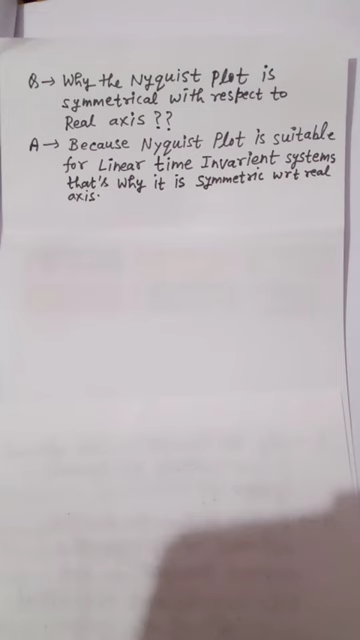 Q→ Why the Nyquist Plot is
symmetrical with respect to
Real axis ??
A→ Because Nyquist Plot is suitable
for Linear time Invarient systems
that's why it is symmetric wrt real
axis.